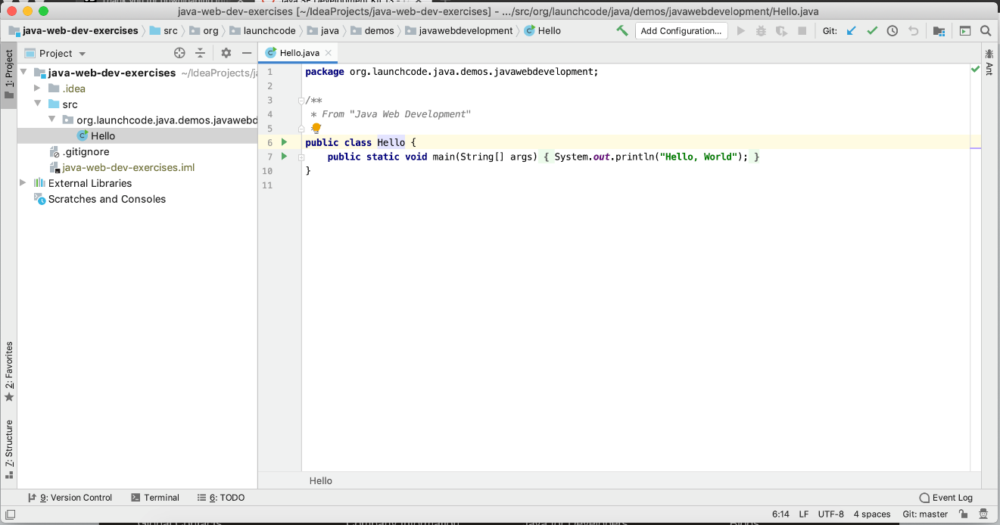 java-web-dev-exercises [~/IdeaProjects/java-web-dev-exercises] – .../src/org/launchcode/java/demos/javawebdevelopment/Hello.java
java-web-dev-exercises src org launchcode java demos javawebdevelopment Hello Add Configuration... Git:
1: Project
Project
Hello.java
java-web-dev-exercises ~/IdeaProjects/ja
.idea
src
org.launchcode.java.demos.javawebd
Hello
.gitignore
java-web-dev-exercises.iml
External Libraries
Scratches and Consoles
1 package org.launchcode.java.demos.javawebdevelopment;
2
3 /**
4 * From "Java Web Development"
5
6 public class Hello {
7 public static void main(String[] args) { System.out.println("Hello, World"); }
10 }
11
Ant
2: Favorites
7: Structure
Hello
9: Version Control Terminal 6: TODO Event Log
6:14 LF UTF-8 4 spaces Git: master